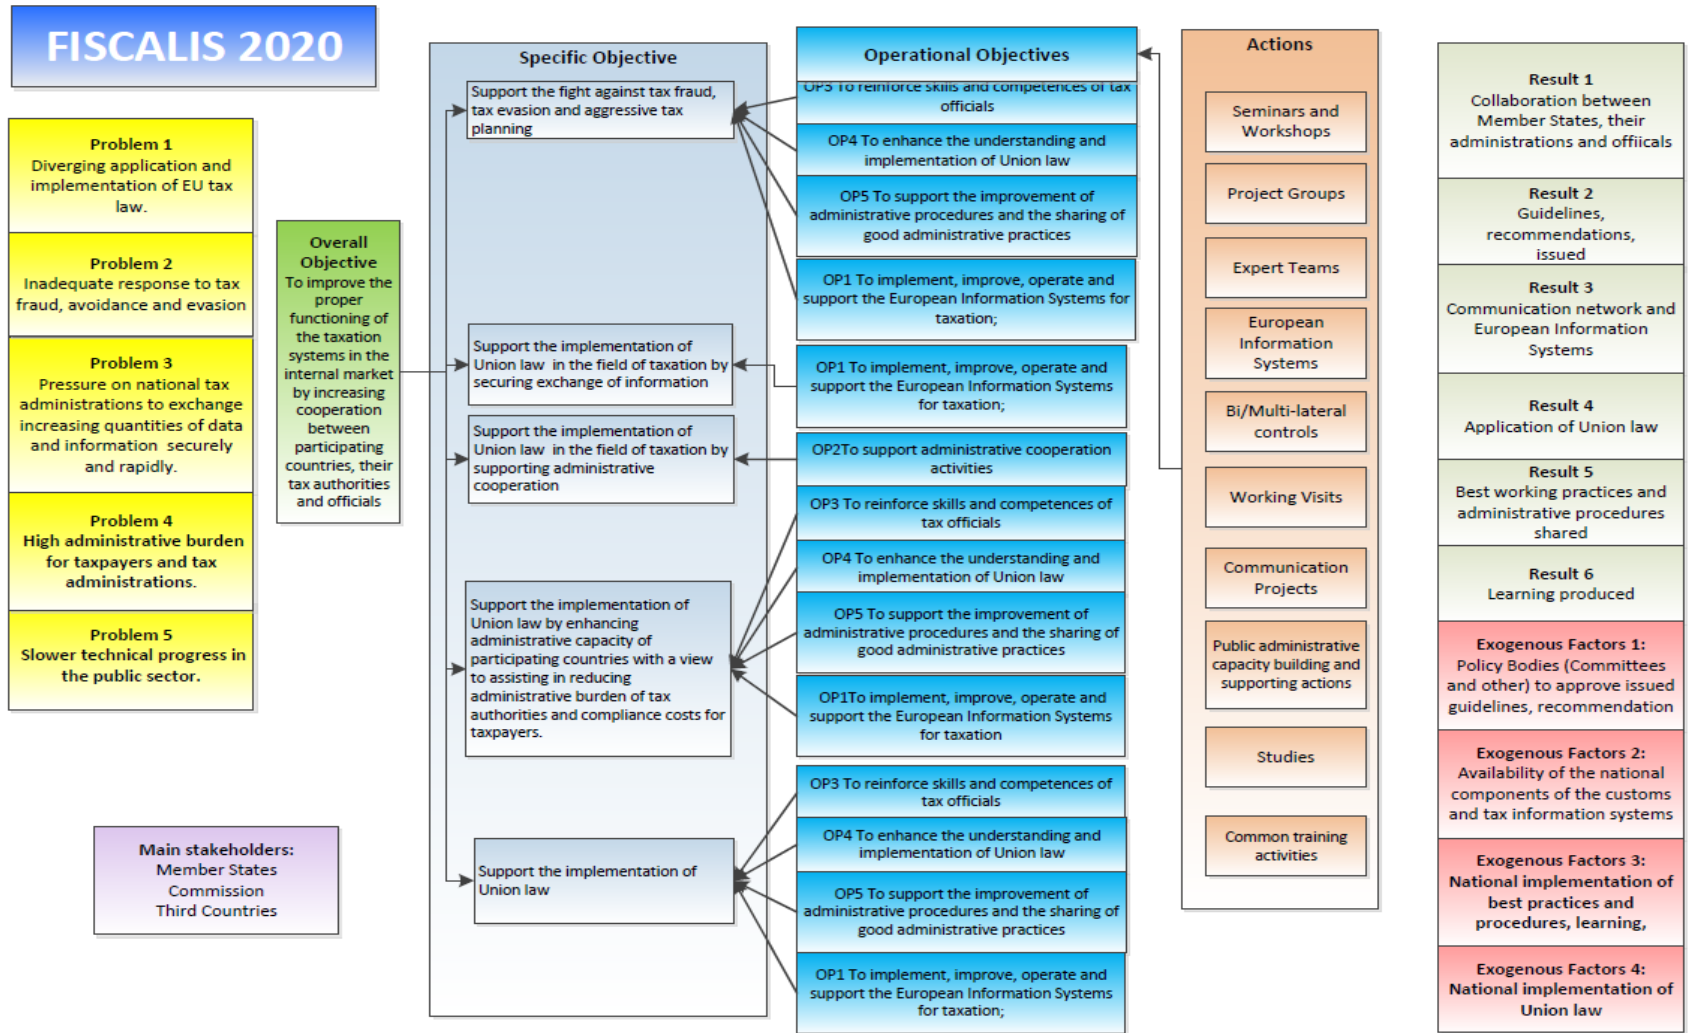 FISCALIS 2020
Problem 1
Diverging application and
implementation of EU tax
law.
Problem 2
Inadequate response to tax
fraud, avoidance and evasion
Problem 3
Pressure on national tax
administrations to exchange
increasing quantities of data
and information securely
and rapidly.
Problem 4
High administrative burden
for taxpayers and tax
administrations.
Problem 5
Slower technical progress in
the public sector.
Main stakeholders:
Member States
Commission
Third Countries
Overall
Objective
To improve the
proper
functioning of
the taxation
systems in the
internal market
by increasing
cooperation
between
participating
countries, their
tax authorities
and officials
Specific Objective
Support the fight against tax fraud,
tax evasion and aggressive tax
planning
Support the implementation of
Union law in the field of taxation by
securing exchange of information
Support the implementation of
Union law in the field of taxation by
supporting administrative
cooperation
Support the implementation of
Union law by enhancing
administrative capacity of
participating countries with a view
to assisting in reducing
administrative burden of tax
authorities and compliance costs for
taxpayers.
Support the implementation of
Union law
Operational Objectives
OP3 To reinforce skills and competences of tax
officials
OP4 To enhance the understanding and
implementation of Union law
OP5 To support the improvement of
administrative procedures and the sharing of
good administrative practices
OP1 To implement, improve, operate and
support the European Information Systems for
taxation;
OP1 To implement, improve, operate and
support the European Information Systems
for taxation;
OP2To support administrative cooperation
activities
OP3 To reinforce skills and competences of
tax officials
OP4 To enhance the understanding and
implementation of Union law
OP5 To support the improvement of
administrative procedures and the sharing of
good administrative practices
OP1To implement, improve, operate and
support the European Information Systems
for taxation
OP3 To reinforce skills and competences of
tax officials
OP4 To enhance the understanding and
implementation of Union law
OP5 To support the improvement of
administrative procedures and the sharing of
good administrative practices
OP1 To implement, improve, operate and
support the European Information Systems
for taxation;
Actions
Seminars and
Workshops
Project Groups
Expert Teams
European
Information
Systems
Bi/Multi-lateral
controls
Working Visits
Communication
Projects
Public administrative
capacity building and
supporting actions
Studies
Common training
activities
Result 1
Collaboration between
Member States, their
administrations and offiicals
Result 2
Guidelines,
recommendations,
issued
Result 3
Communication network and
European Information
Systems
Result 4
Application of Union law
Result 5
Best working practices and
administrative procedures
shared
Result 6
Learning produced
Exogenous Factors 1:
Policy Bodies (Committees
and other) to approve issued
guidelines, recommendation
Exogenous Factors 2:
Availability of the national
components of the customs
and tax information systems
Exogenous Factors 3:
National implementation of
best practices and
procedures, learning,
Exogenous Factors 4:
National implementation of
Union law